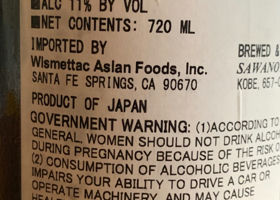 ■ALC 11% BY VOL
■NET CONTENTS: 720 ML
IMPORTED BY
Wismettac Asian Foods, Inc.
SANTA FE SPRINGS, CA 90670
BREWED &
SAWANO
KOBE, 657-0
PRODUCT OF JAPAN
GOVERNMENT WARNING: (1)ACCORDING TO
GENERAL, WOMEN SHOULD NOT DRINK ALCOH
DURING PREGNANCY BECAUSE OF THE RISK O
(2) CONSUMPTION OF ALCOHOLIC BEVERAGES
IMPAIRS YOUR ABILITY TO DRIVE A CAR OR
OPERATE MACHINERY, AND MAY CAUSE